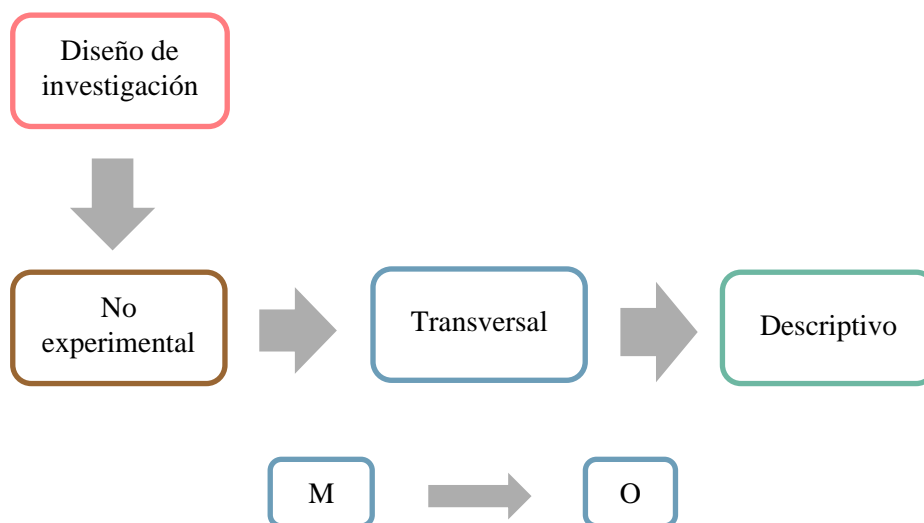 Diseño de
investigación
No
experimental
Transversal
Descriptivo
M
O